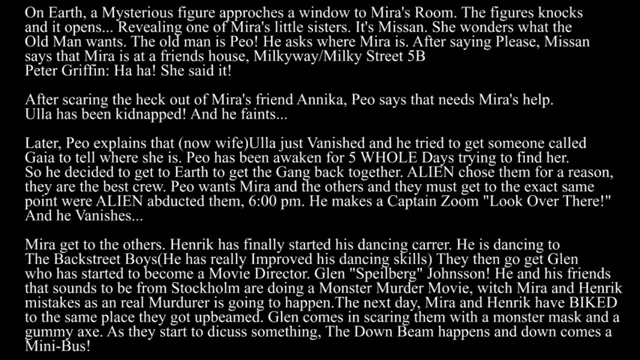 On Earth, a Mysterious figure approches a window to Mira's Room. The figures knocks
and it opens... Revealing one of Mira's little sisters. It's Missan. She wonders what the
Old Man wants. The old man is Peo! He asks where Mira is. After saying Please, Missan
says that Mira is at a friends house, Milkyway/Milky Street 5B
Peter Griffin: Ha ha! She said it!
After scaring the heck out of Mira's friend Annika, Peo says that needs Mira's help.
Ulla has been kidnapped! And he faints...
Later, Peo explains that (now wife)Ulla just Vanished and he tried to get someone called
Gaia to tell where she is. Peo has been awaken for 5 WHOLE Days trying to find her.
So he decided to get to Earth to get the Gang back together. ALIEN chose them for a reason,
they are the best crew. Peo wants Mira and the others and they must get to the exact same
point were ALIEN abducted them, 6:00 pm. He makes a Captain Zoom "Look Over There!"
And he Vanishes...
Mira get to the others. Henrik has finally started his dancing carrer. He is dancing to
The Backstreet Boys(He has really Improved his dancing skills) They then go get Glen
who has started to become a Movie Director. Glen "Speilberg" Johnsson! He and his friends
that sounds to be from Stockholm are doing a Monster Murder Movie, witch Mira and Henrik
mistakes as an real Murdurer is going to happen.The next day, Mira and Henrik have BIKED
to the same place they got upbeamed. Glen comes in scaring them with a monster mask and a
gummy axe. As they start to dicuss something, The Down Beam happens and down comes a
Mini-Bus!